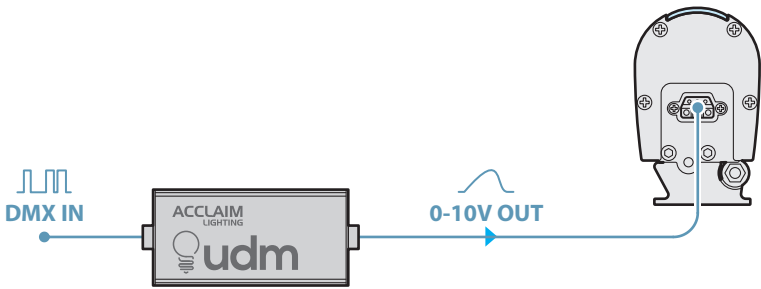 DMX IN
ACCLAIM
LIGHTING
udm
0-10V OUT